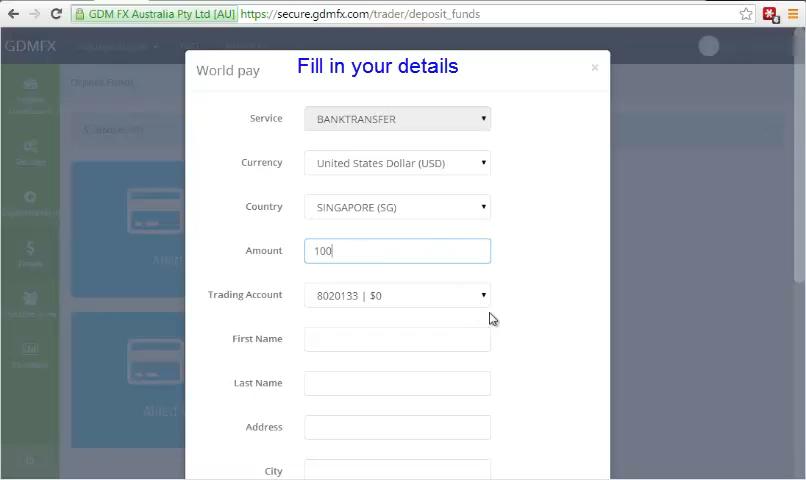 GDM FX Australia Pty Ltd [AU] https://secure.gdmfx.com/trader/deposit_funds
GDMFX
World pay
Fill in your details
×
Deposit Funds
Service
BANKTRANSFER
Currency
United States Dollar (USD)
Country
SINGAPORE (SG)
Amount
100
Trading Account
8020133 | $0
First Name
Last Name
Address
City